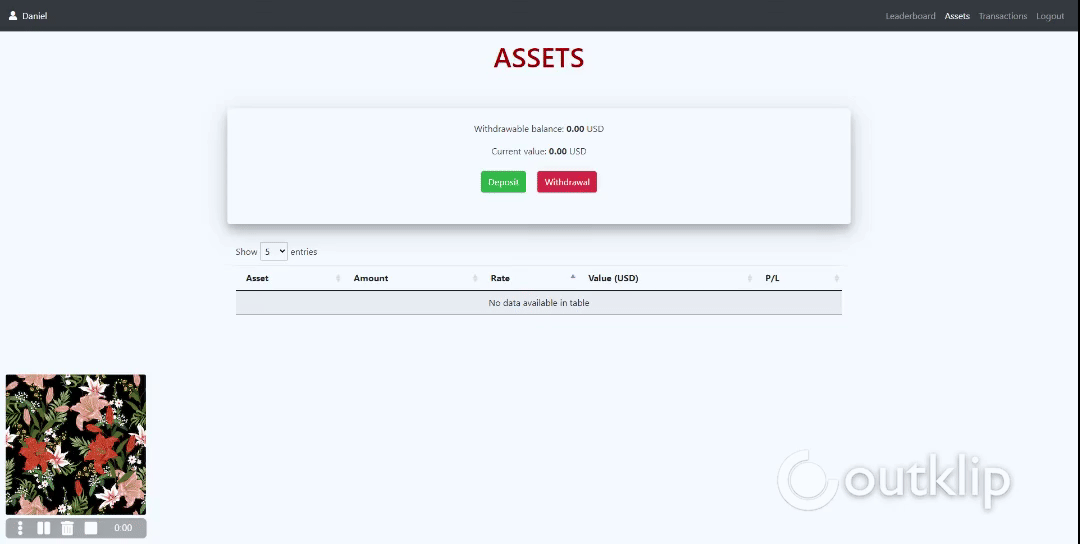 Daniel
Leaderboard Assets Transactions Logout
ASSETS
Withdrawable balance: 0.00 USD
Current value: 0.00 USD
Deposit Withdrawal
Show 5 entries
Asset Amount Rate Value (USD) P/L
No data available in table
outklip
0:00